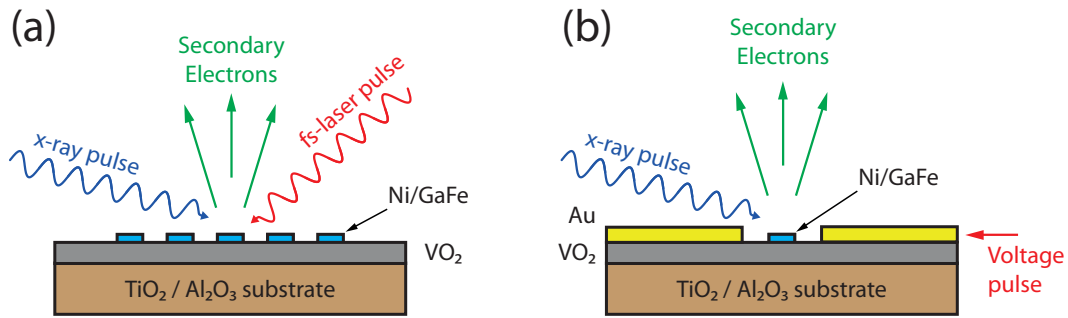 (a)
Secondary
Electrons
fs-laser pulse
x-ray pulse
Ni/GaFe
VO₂
TiO₂ / Al₂O₃ substrate
(b)
Secondary
Electrons
x-ray pulse
Ni/GaFe
Au
VO₂
Voltage
pulse
TiO₂ / Al₂O₃ substrate